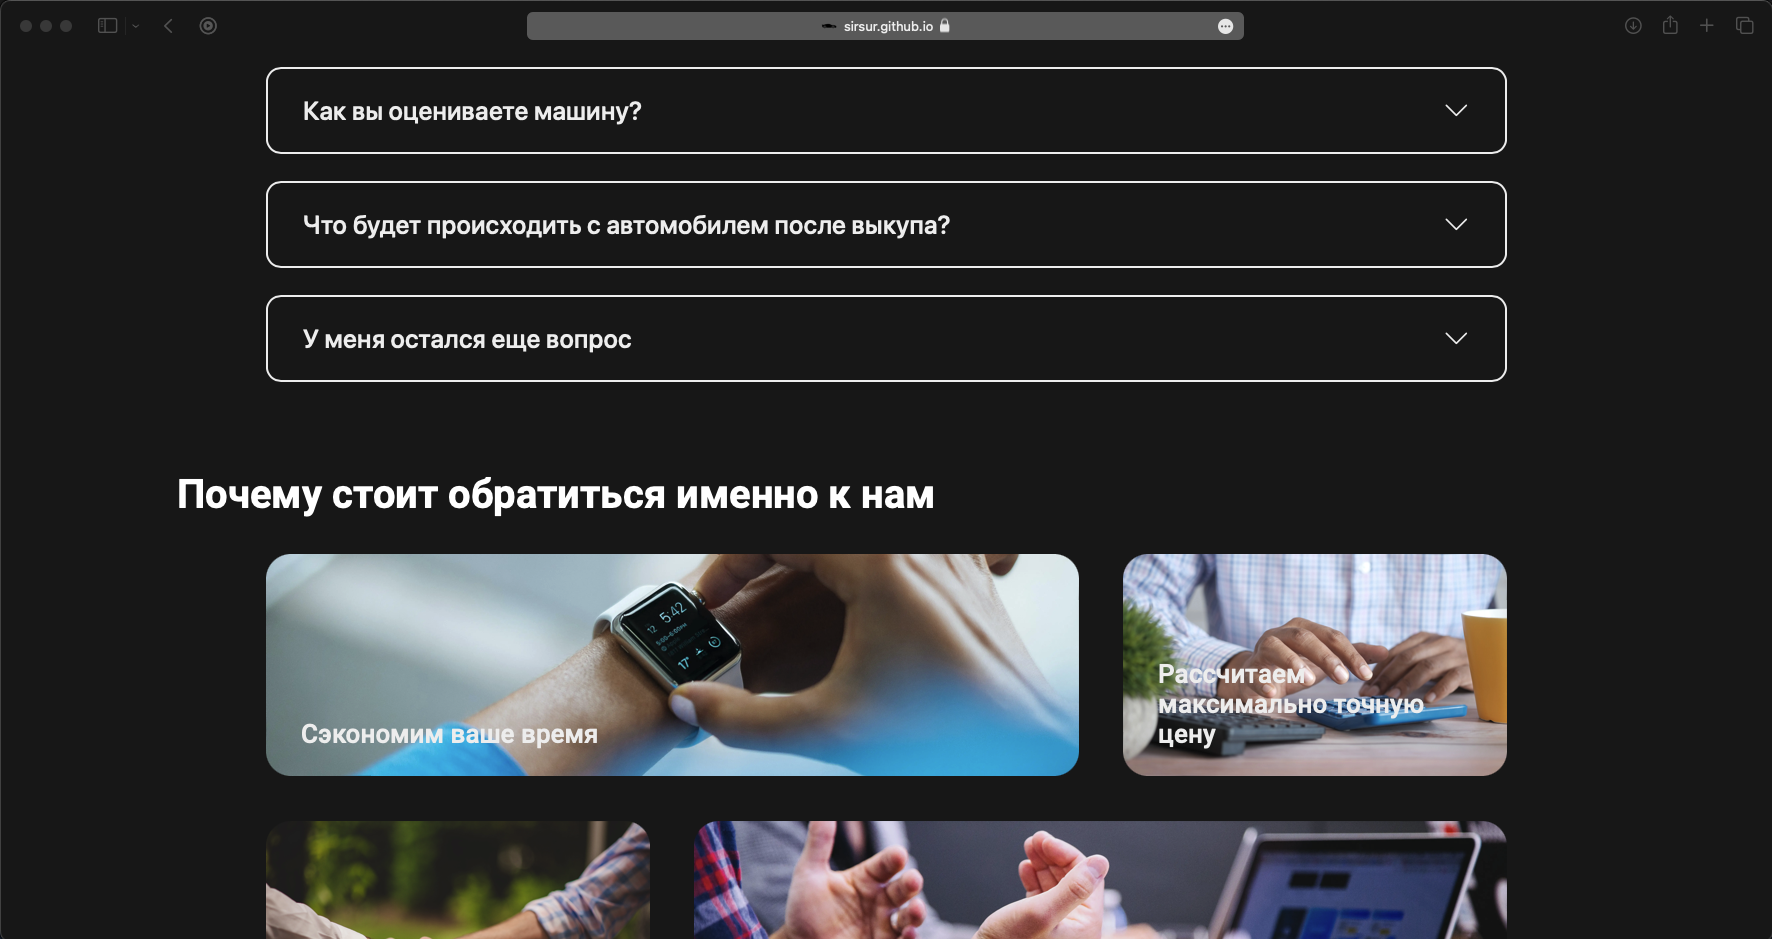 sirsur.github.io
Как вы оцениваете машину?
Что будет происходить с автомобилем после выкупа?
У меня остался еще вопрос
Почему стоит обратиться именно к нам
12 5:42
17°
Сэкономим ваше время
Рассчитаем
максимально точную
цену